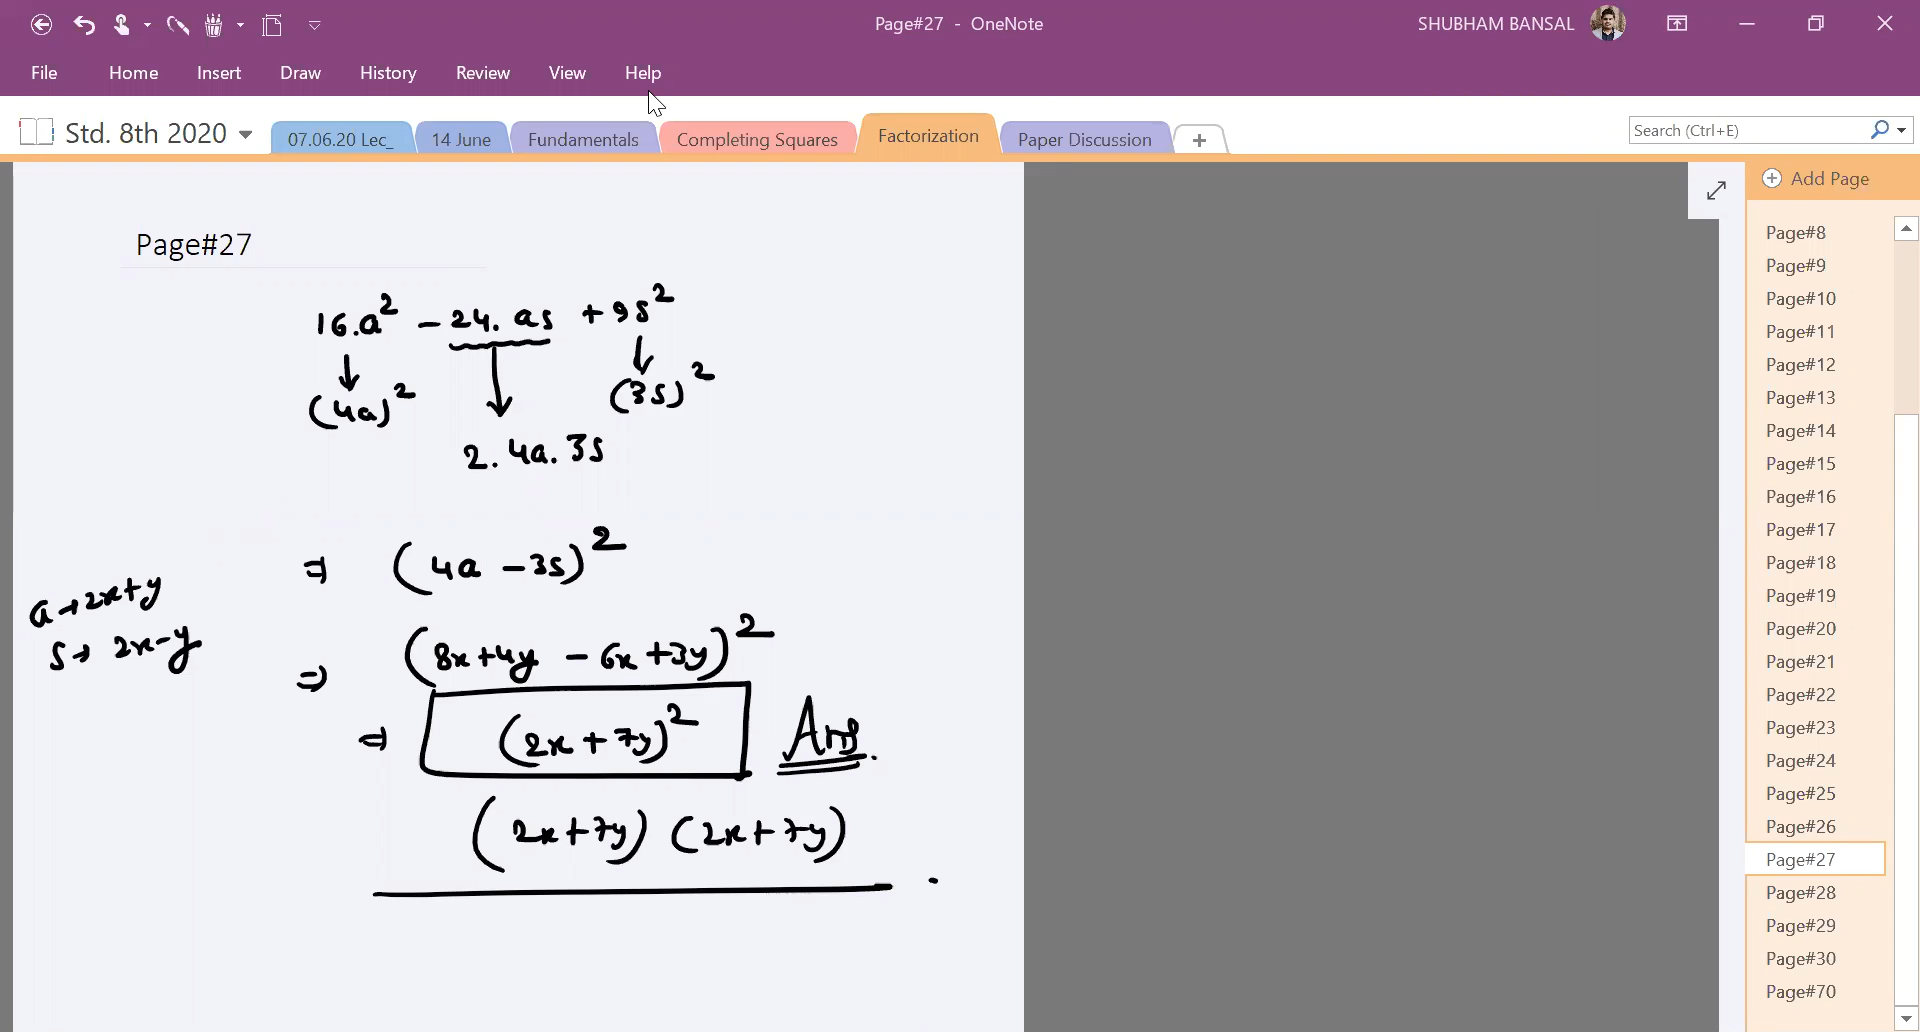 Page#27 - OneNote
SHUBHAM BANSAL
File Home Insert Draw History Review View Help
Std. 8th 2020
07.06.20 Lec_
14 June
Fundamentals
Completing Squares
Factorization
Paper Discussion
+
Search (Ctrl+E)
Add Page
Page#27
16.a² - 24. as + 9s²
(4a)² (3s)²
2. 4a. 3s
⇒ (4a - 3s)²
a → 2x+y
s → 2x-y
⇒ (8x+4y - 6x+3y)²
⇒ (2x + 7y)² Ans.
(2x+7y) (2x+7y)
Page#8
Page#9
Page#10
Page#11
Page#12
Page#13
Page#14
Page#15
Page#16
Page#17
Page#18
Page#19
Page#20
Page#21
Page#22
Page#23
Page#24
Page#25
Page#26
Page#27
Page#28
Page#29
Page#30
Page#70